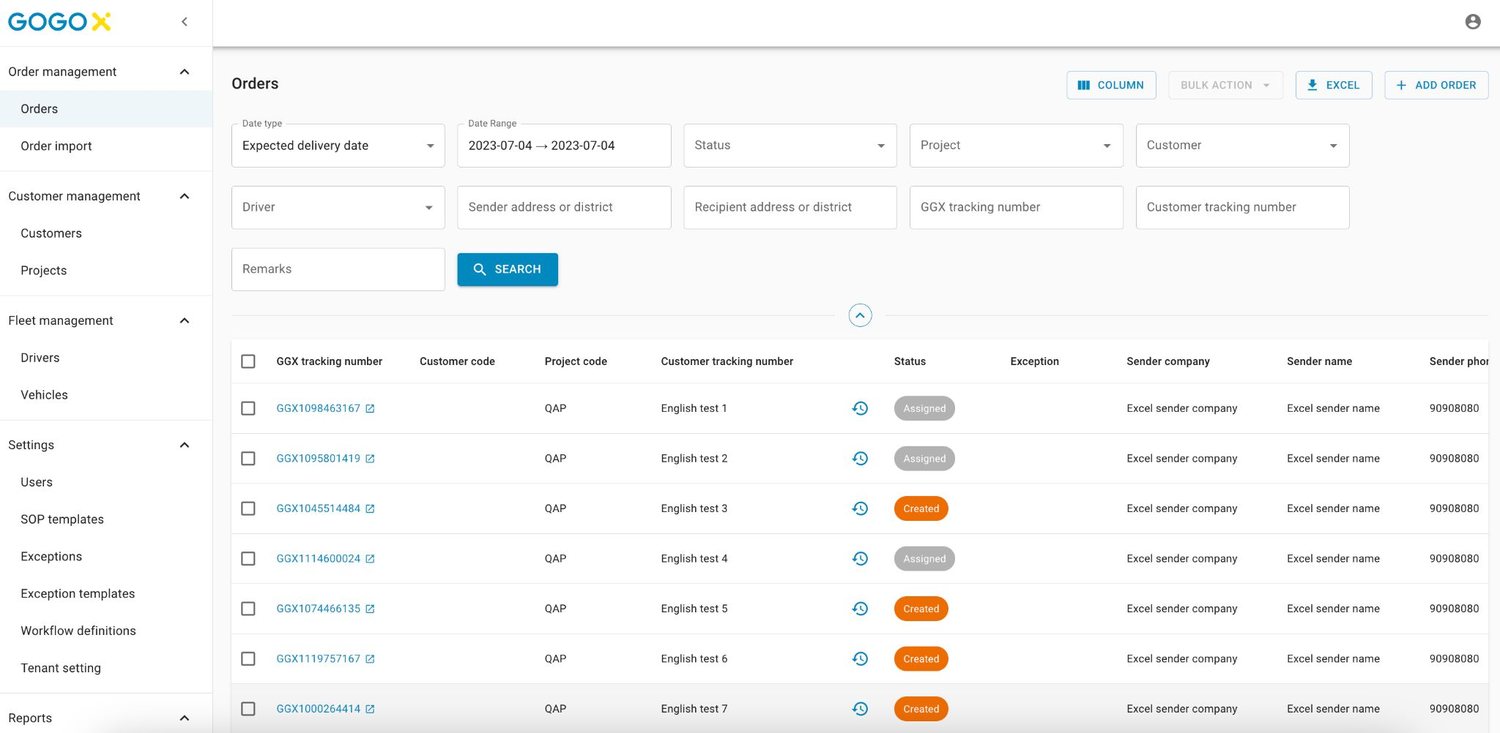 GOGOX
Order management
Orders
Order import
Customer management
Customers
Projects
Fleet management
Drivers
Vehicles
Settings
Users
SOP templates
Exceptions
Exception templates
Workflow definitions
Tenant setting
Reports
Orders
COLUMN BULK ACTION EXCEL + ADD ORDER
Date type Date Range
Expected delivery date 2023-07-04 → 2023-07-04 Status Project Customer
Driver Sender address or district Recipient address or district GGX tracking number Customer tracking number
Remarks SEARCH
GGX tracking number Customer code Project code Customer tracking number Status Exception Sender company Sender name Sender phon
GGX1098463167 QAP English test 1 Assigned Excel sender company Excel sender name 90908080
GGX1095801419 QAP English test 2 Assigned Excel sender company Excel sender name 90908080
GGX1045514484 QAP English test 3 Created Excel sender company Excel sender name 90908080
GGX1114600024 QAP English test 4 Assigned Excel sender company Excel sender name 90908080
GGX1074466135 QAP English test 5 Created Excel sender company Excel sender name 90908080
GGX1119757167 QAP English test 6 Created Excel sender company Excel sender name 90908080
GGX1000264414 QAP English test 7 Created Excel sender company Excel sender name 90908080